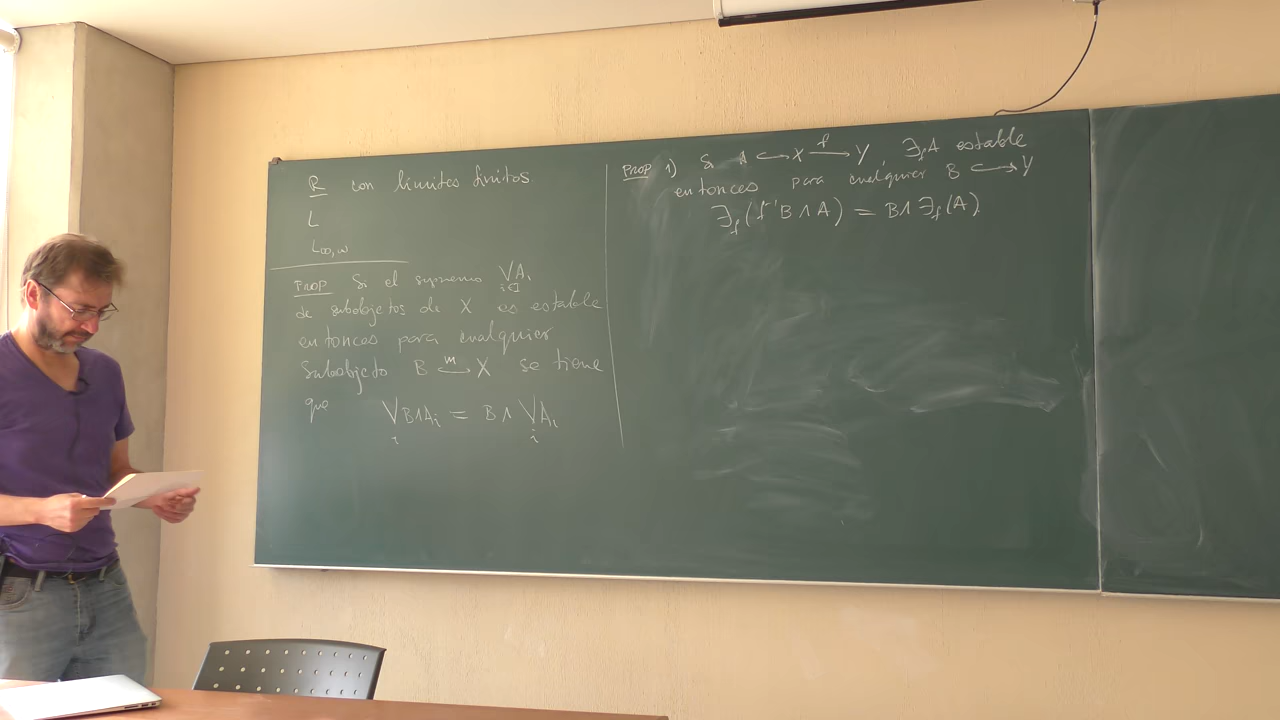 R con límites finitos.
L
L∞,ω
PROP Si el supremo ⋁Ai
i∈I
de subobjetos de X es estable
entonces para cualquier
subobjeto B ↪ X se tiene
m
que ⋁B∧Ai = B∧⋁Ai
i i
PROP 1) Si A ↪ X → Y, ∃fA estable
f
entonces para cualquier B ↪ Y
∃f(f⁻¹B∧A) = B∧∃f(A).